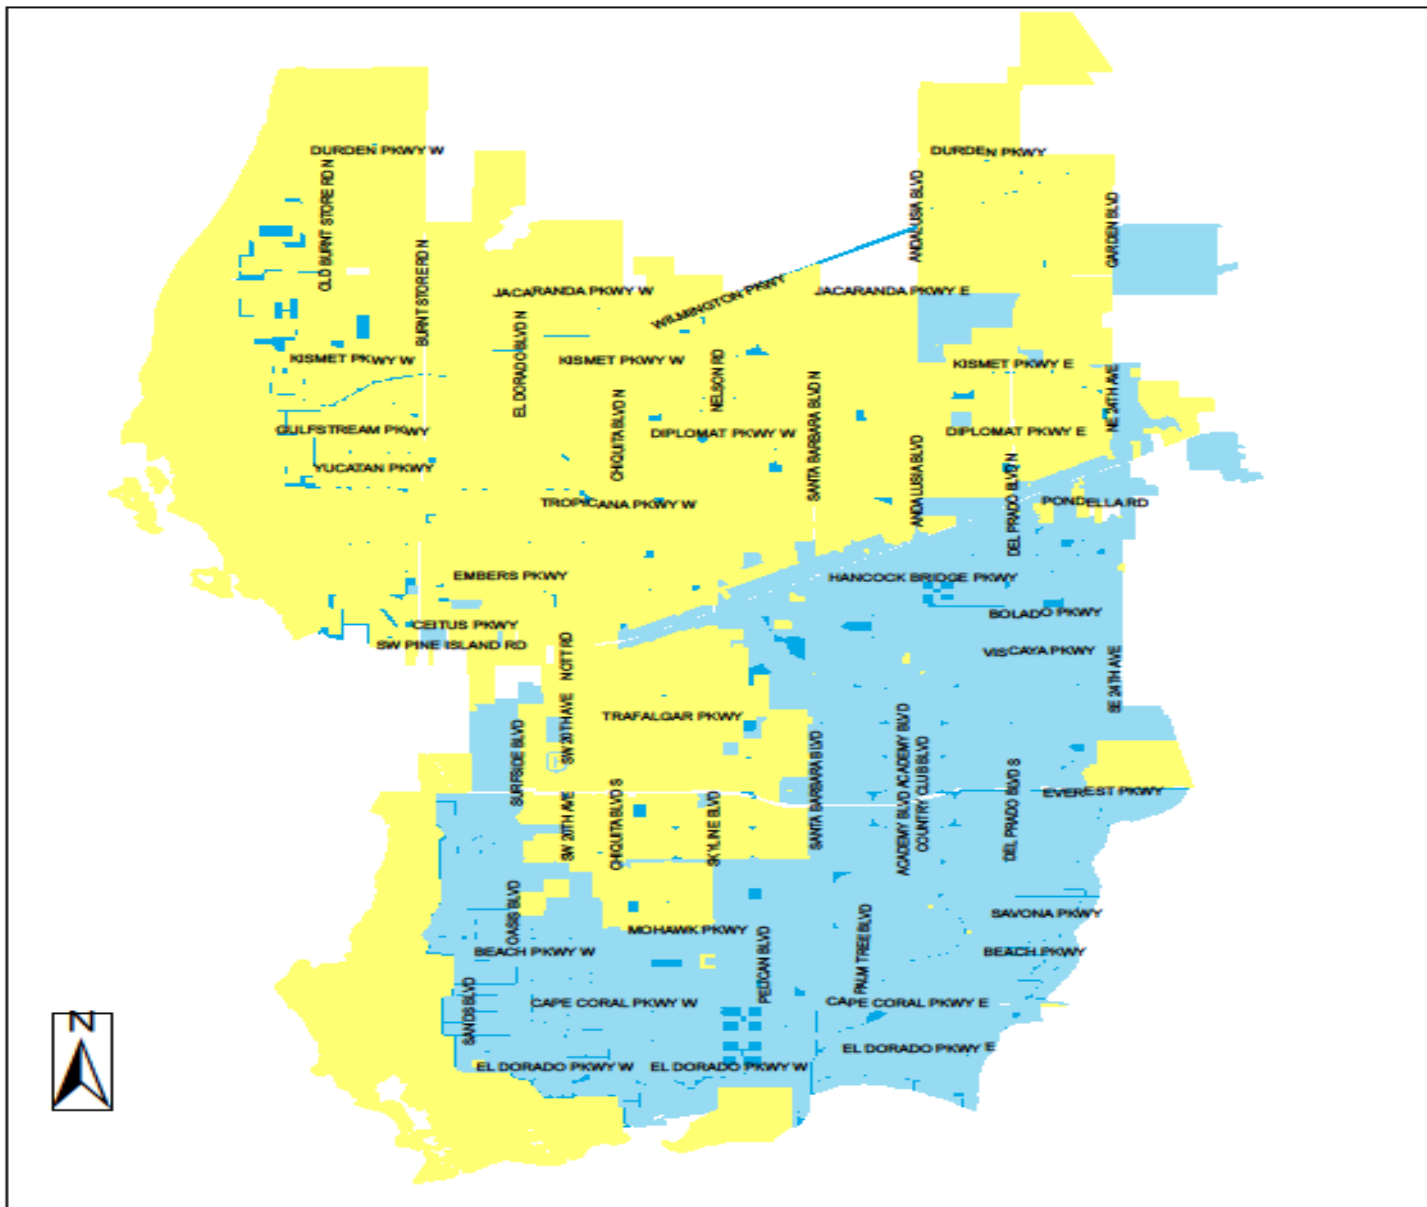 DURDEN PKWY W
DURDEN PKWY
OLD BURNT STORE RD N
ANDALUSIA BLVD
GARDEN BLVD
BURNT STORE RD N
JACARANDA PKWY W
WILMINGTON PKWY
JACARANDA PKWY E
EL DORADO BLVD N
KISMET PKWY W
KISMET PKWY W
NELSON RD
KISMET PKWY E
NE 24TH AVE
CHIQUITA BLVD N
SANTA BARBARA BLVD N
GULFSTREAM PKWY
DIPLOMAT PKWY W
DIPLOMAT PKWY E
YUCATAN PKWY
ANDALUSIA BLVD
DEL PRADO BLVD N
TROPICANA PKWY W
PONDELLA RD
EMBERS PKWY
HANCOCK BRIDGE PKWY
CEITUS PKWY
BOLADO PKWY
SW PINE ISLAND RD
NOTT RD
VISCAYA PKWY
SE 24TH AVE
SW 20TH AVE
TRAFALGAR PKWY
SURFSIDE BLVD
SANTA BARBARA BLVD
ACADEMY BLVD ACADEMY BLVD
COUNTRY CLUB BLVD
DEL PRADO BLVD S
EVEREST PKWY
SW 20TH AVE
CHIQUITA BLVD S
SKYLINE BLVD
OASIS BLVD
MOHAWK PKWY
SAVONA PKWY
BEACH PKWY W
PELICAN BLVD
PALM TREE BLVD
BEACH PKWY
SANDS BLVD
CAPE CORAL PKWY W
CAPE CORAL PKWY E
EL DORADO PKWY E
EL DORADO PKWY W
EL DORADO PKWY W
N